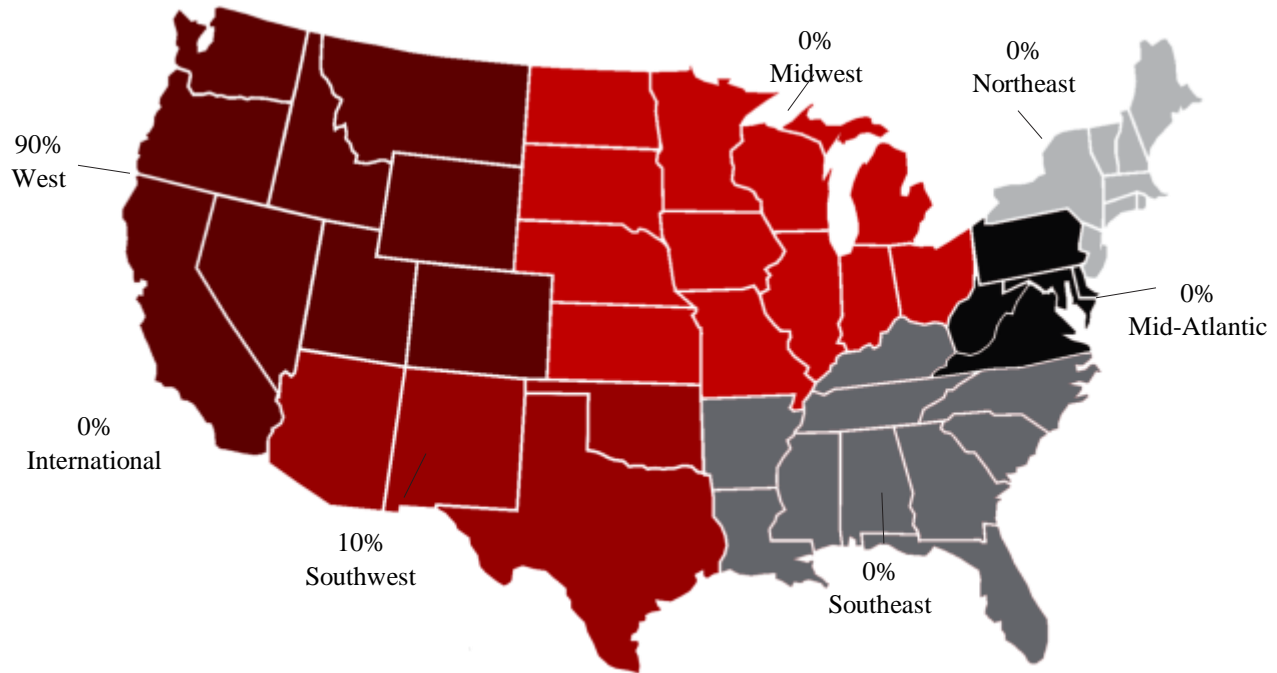 0%
Midwest
0%
Northeast
90%
West
0%
Mid-Atlantic
0%
International
10%
Southwest
0%
Southeast